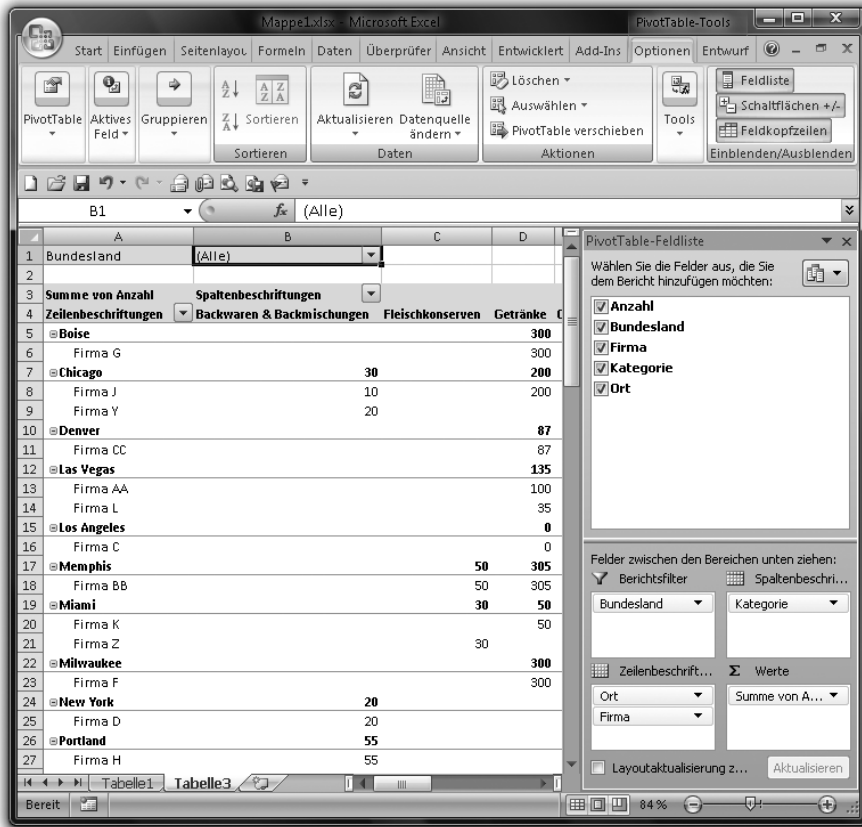 Mappe1.xlsx - Microsoft Excel
PivotTable-Tools
Start Einfügen Seitenlayou Formeln Daten Überprüfer Ansicht Entwicklert Add-Ins Optionen Entwurf
PivotTable
Aktives Feld
Gruppieren
Sortieren
Sortieren
Aktualisieren
Datenquelle ändern
Daten
Löschen
Auswählen
PivotTable verschieben
Aktionen
Tools
Feldliste
Schaltflächen +/-
Feldkopfzeilen
Einblenden/Ausblenden
B1 fx (Alle)
A B C D
1 Bundesland (Alle)
2
3 Summe von Anzahl Spaltenbeschriftungen
4 Zeilenbeschriftungen Backwaren & Backmischungen Fleischkonserven Getränke
5 Boise 300
6 Firma G 300
7 Chicago 30 200
8 Firma J 10 200
9 Firma Y 20
10 Denver 87
11 Firma CC 87
12 Las Vegas 135
13 Firma AA 100
14 Firma L 35
15 Los Angeles 0
16 Firma C 0
17 Memphis 50 305
18 Firma BB 50 305
19 Miami 30 50
20 Firma K 50
21 Firma Z 30
22 Milwaukee 300
23 Firma F 300
24 New York 20
25 Firma D 20
26 Portland 55
27 Firma H 55
Tabelle1 Tabelle3
Bereit 84 %
PivotTable-Feldliste
Wählen Sie die Felder aus, die Sie
dem Bericht hinzufügen möchten:
Anzahl
Bundesland
Firma
Kategorie
Ort
Felder zwischen den Bereichen unten ziehen:
Berichtsfilter Spaltenbeschri...
Bundesland Kategorie
Zeilenbeschrift... Σ Werte
Ort Summe von A...
Firma
Layoutaktualisierung z... Aktualisieren